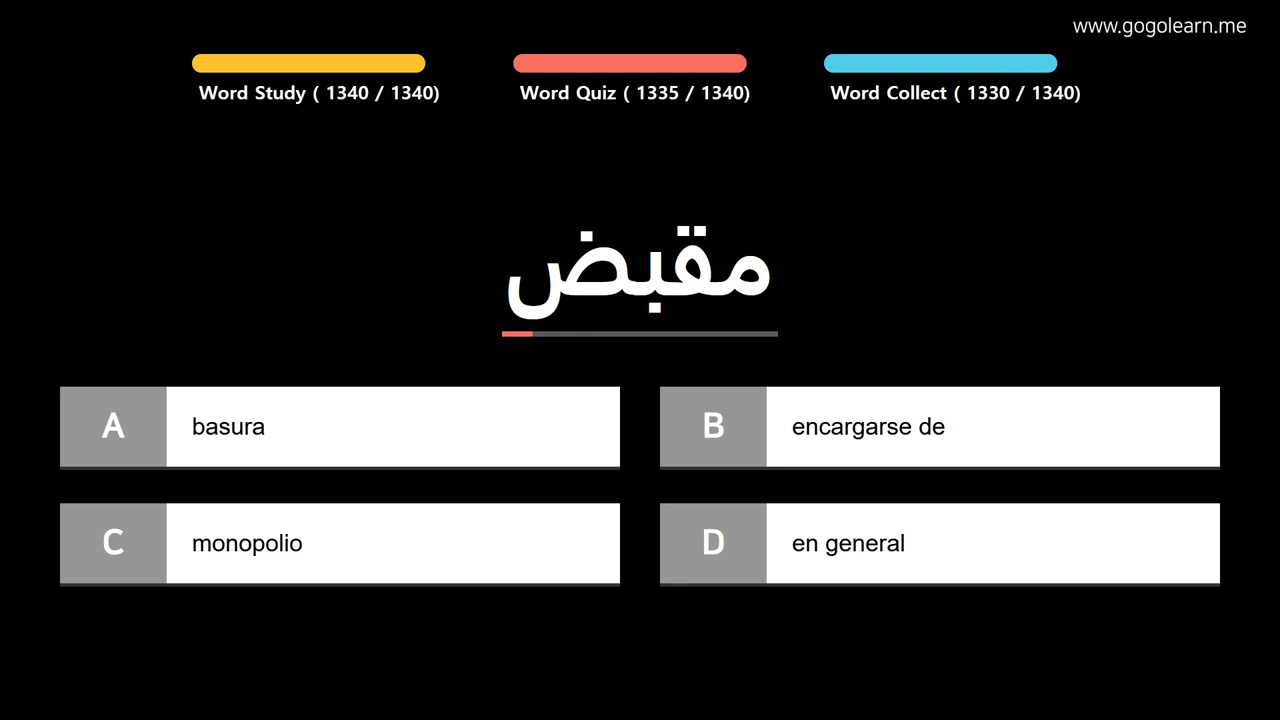 www.gogolearn.me
Word Study ( 1340 / 1340)
Word Quiz ( 1335 / 1340)
Word Collect ( 1330 / 1340)
مقبض
A basura
B encargarse de
C monopolio
D en general